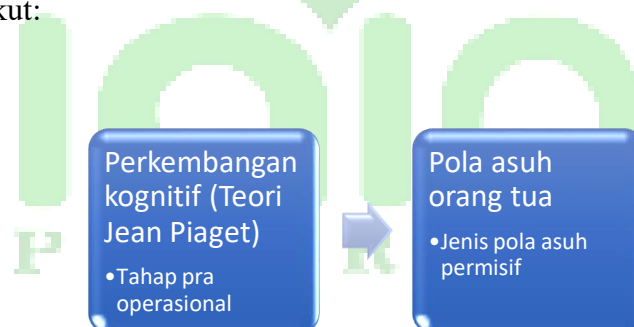 kut:
Perkembangan
kognitif (Teori
Jean Piaget)
•Tahap pra
operasional
Pola asuh
orang tua
•Jenis pola asuh
permisif